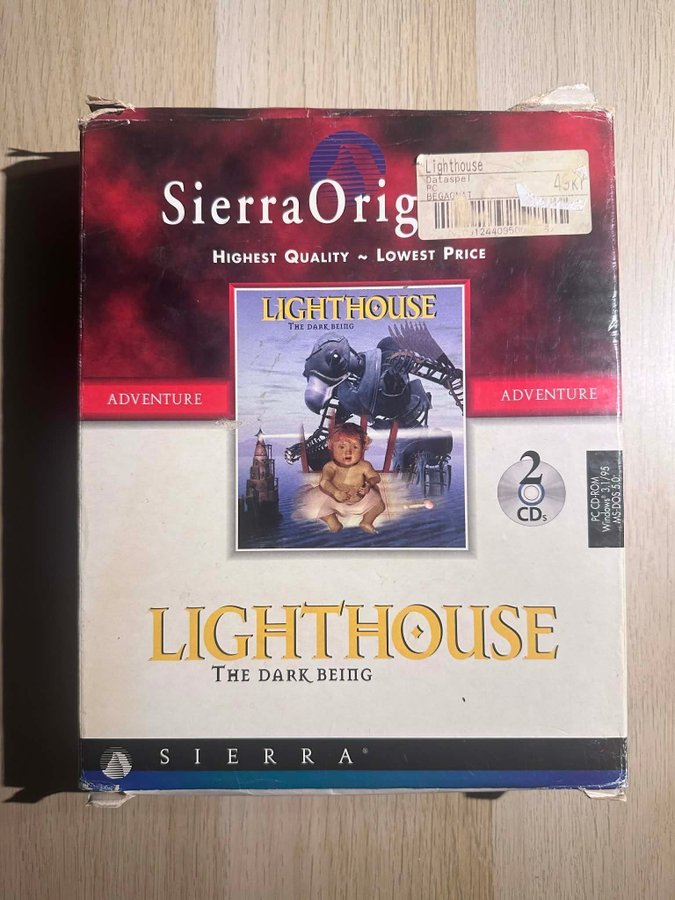 Lighthouse
Dataspel
PC
BEGAGNAT
SierraOrig
HIGHEST QUALITY ~ LOWEST PRICE
LIGHTHOUSE
THE DARK BEING
ADVENTURE
ADVENTURE
2
CDs
PC CD-ROM
Windows® 3.1/95
MS-DOS 5.0
LIGHTHOUSE
THE DARK BEING
SIERRA®